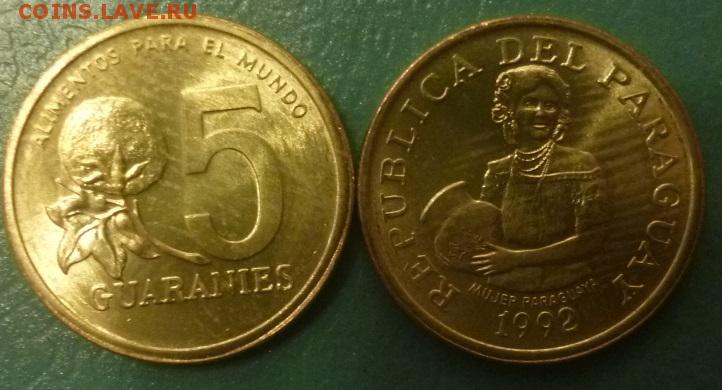 COINS.LAVE.RU
ALIMENTOS PARA EL MUNDO
5
GUARANIES
REPUBLICA DEL PARAGUAY
MUJER PARAGUAYA
1992